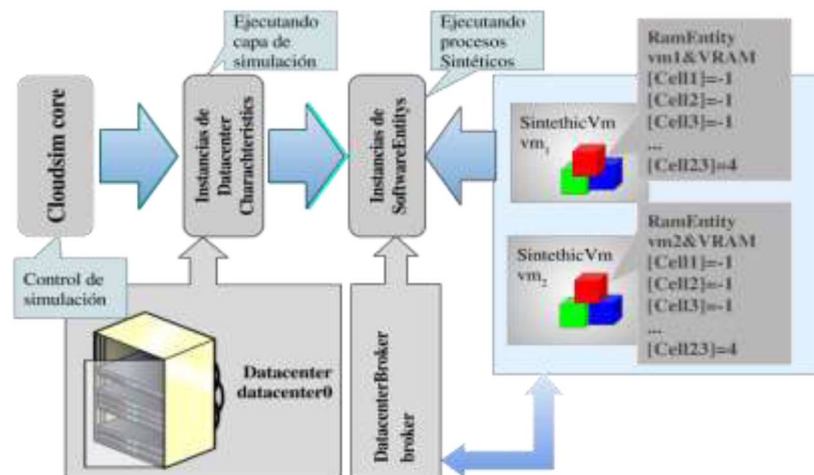 Ejecutando
capa de
simulación
Ejecutando
procesos
Sintéticos
Cloudsim core
Instancias de
Datacenter
Charachteristics
Instancias de
SoftwareEntitys
Control de
simulación
Datacenter
datacenter0
DatacenterBroker
broker
SintethicVm
vm1
RamEntity
vm1&VRAM
[Cell1]=-1
[Cell2]=-1
[Cell3]=-1
...
[Cell23]=4
SintethicVm
vm2
RamEntity
vm2&VRAM
[Cell1]=-1
[Cell2]=-1
[Cell3]=-1
...
[Cell23]=4